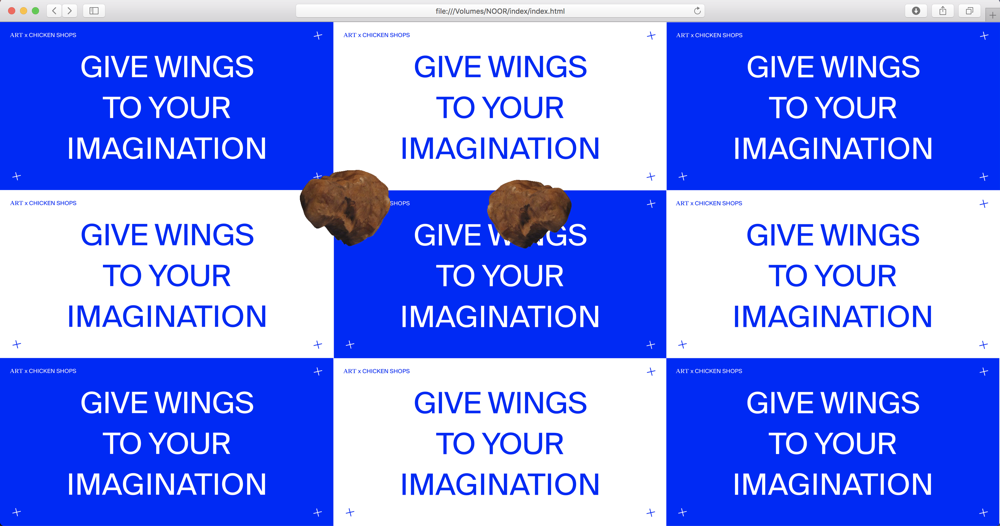 file:///Volumes/NOOR/index/index.html
ART x CHICKEN SHOPS
GIVE WINGS
TO YOUR
IMAGINATION
ART x CHICKEN SHOPS
GIVE WINGS
TO YOUR
IMAGINATION
ART x CHICKEN SHOPS
GIVE WINGS
TO YOUR
IMAGINATION
ART x CHICKEN SHOPS
GIVE WINGS
TO YOUR
IMAGINATION
CKEN SHOPS
GIVE WINGS
TO YOUR
IMAGINATION
ART x CHICKEN SHOPS
GIVE WINGS
TO YOUR
IMAGINATION
ART x CHICKEN SHOPS
GIVE WINGS
TO YOUR
IMAGINATION
ART x CHICKEN SHOPS
GIVE WINGS
TO YOUR
IMAGINATION
ART x CHICKEN SHOPS
GIVE WINGS
TO YOUR
IMAGINATION